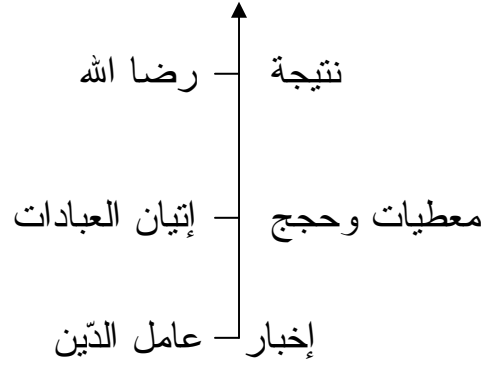 نتيجة رضا الله
معطيات وحجج إتيان العبادات
إخبار عامل الدّين